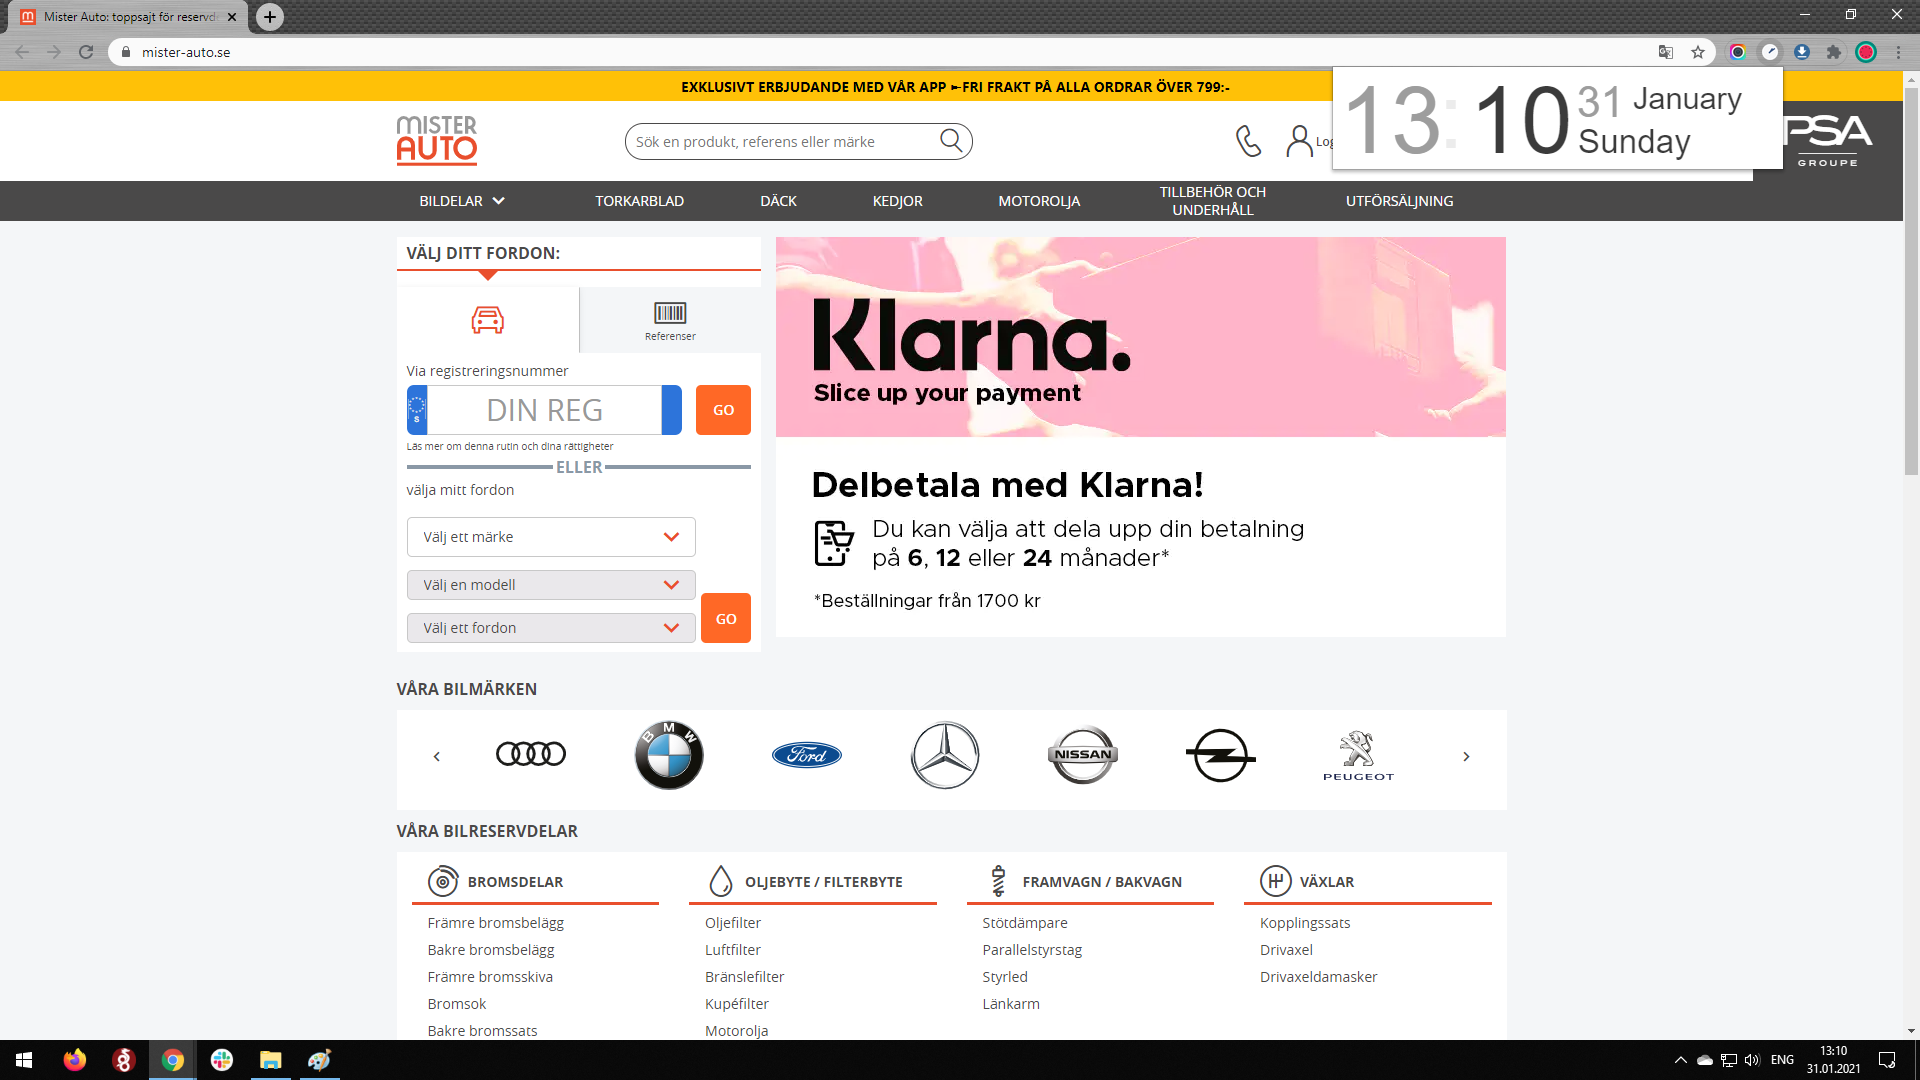 Mister Auto: toppsajt för reservd
mister-auto.se
EXKLUSIVT ERBJUDANDE MED VÅR APP ➼FRI FRAKT PÅ ALLA ORDRAR ÖVER 799:-
13:10 31 January
Sunday
MISTER
AUTO
Sök en produkt, referens eller märke
Log
PSA
GROUPE
BILDELAR
TORKARBLAD
DÄCK
KEDJOR
MOTOROLJA
TILLBEHÖR OCH
UNDERHÅLL
UTFÖRSÄLJNING
VÄLJ DITT FORDON:
Referenser
Via registreringsnummer
S
DIN REG
GO
Läs mer om denna rutin och dina rättigheter
ELLER
välja mitt fordon
Välj ett märke
Välj en modell
Välj ett fordon
GO
Klarna.
Slice up your payment
Delbetala med Klarna!
Du kan välja att dela upp din betalning
på 6, 12 eller 24 månader*
*Beställningar från 1700 kr
VÅRA BILMÄRKEN
BMW
Ford
NISSAN
PEUGEOT
VÅRA BILRESERVDELAR
BROMSDELAR
Främre bromsbelägg
Bakre bromsbelägg
Främre bromsskiva
Bromsok
Bakre bromssats
OLJEBYTE / FILTERBYTE
Oljefilter
Luftfilter
Bränslefilter
Kupéfilter
Motorolja
FRAMVAGN / BAKVAGN
Stötdämpare
Parallelstyrstag
Styrled
Länkarm
VÄXLAR
Kopplingssats
Drivaxel
Drivaxeldamasker
ENG
13:10
31.01.2021